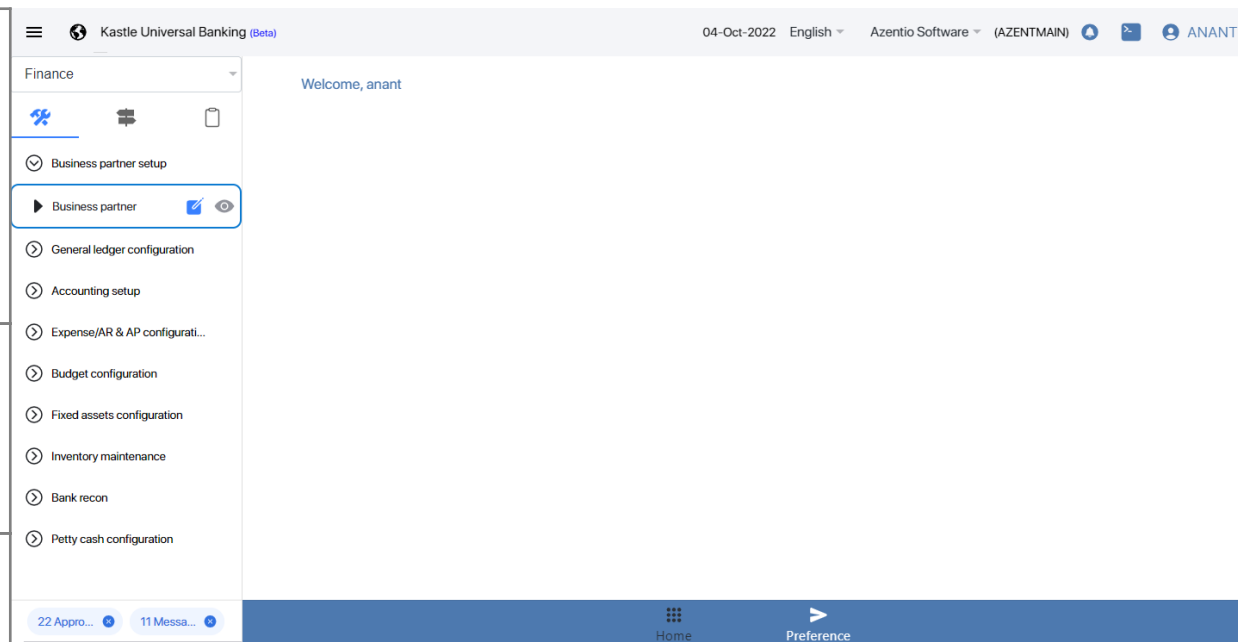 Kastle Universal Banking (Beta)
04-Oct-2022 English Azentio Software (AZENTMAIN) ANANT
Finance
Welcome, anant
Business partner setup
Business partner
General ledger configuration
Accounting setup
Expense/AR & AP configurati...
Budget configuration
Fixed assets configuration
Inventory maintenance
Bank recon
Petty cash configuration
22 Appro... 11 Messa...
Home Preference